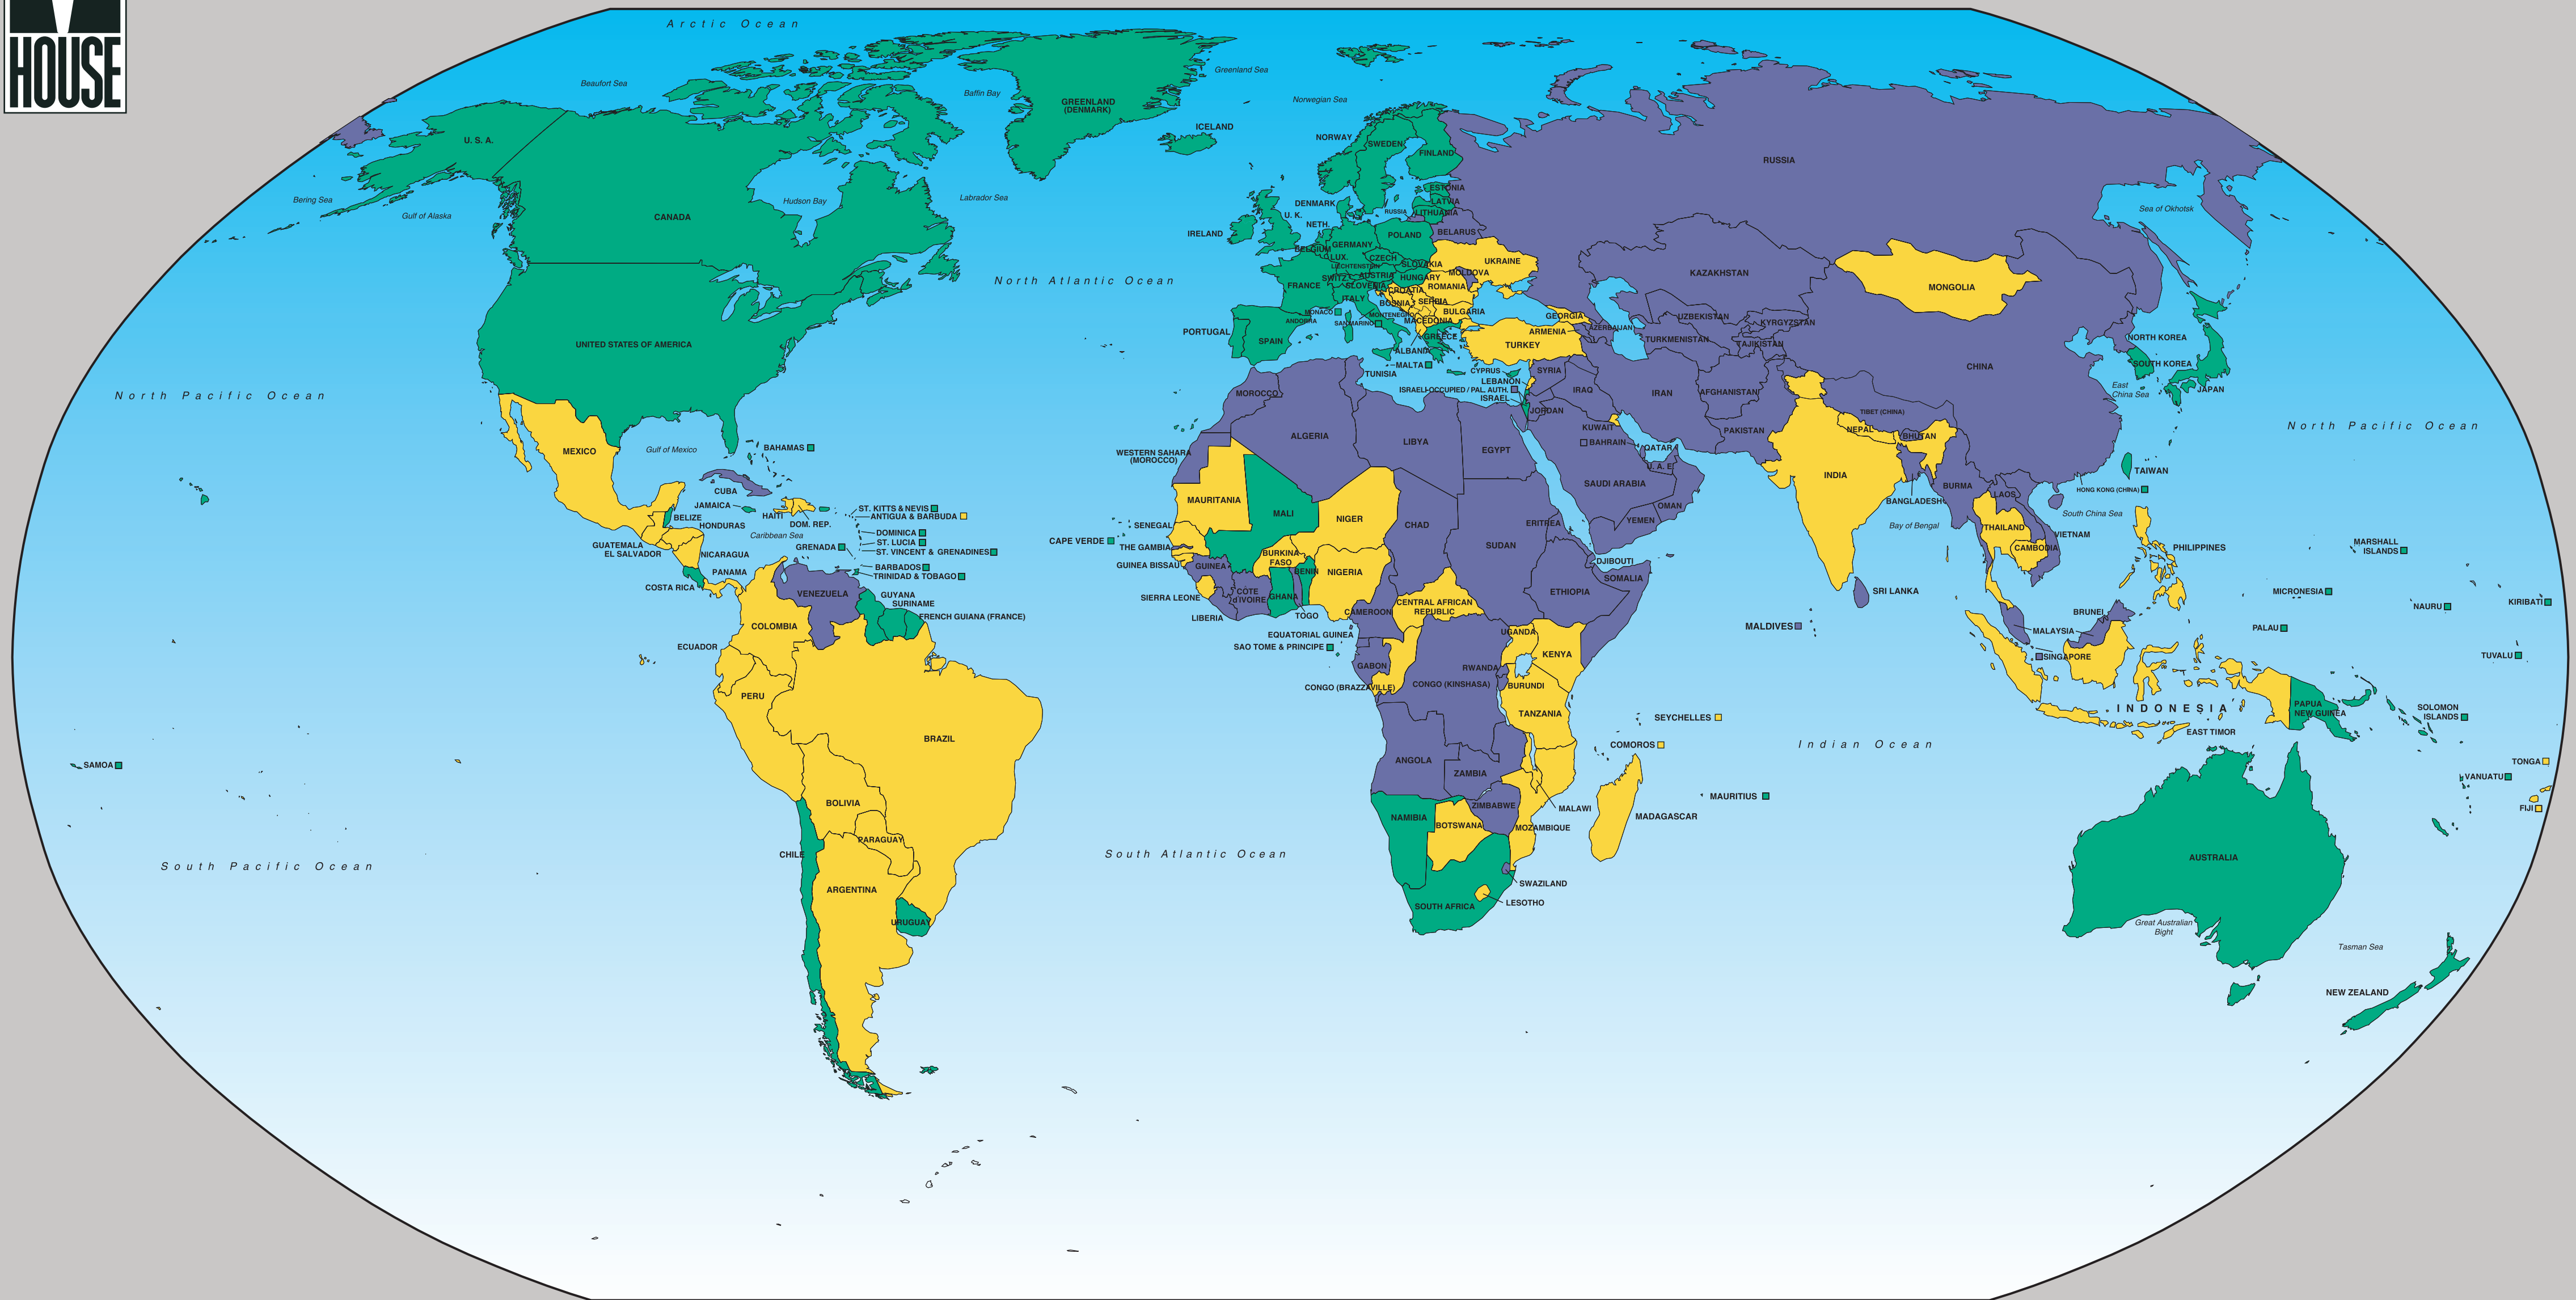 HOUSE
Arctic Ocean
Beaufort Sea
Baffin Bay
Greenland Sea
Norwegian Sea
GREENLAND
(DENMARK)
ICELAND
U. S. A.
Bering Sea
Gulf of Alaska
CANADA
Hudson Bay
Labrador Sea
NORWAY
SWEDEN
FINLAND
RUSSIA
Sea of Okhotsk
ESTONIA
LATVIA
LITHUANIA
RUSSIA
DENMARK
U. K.
IRELAND
NETH.
BELGIUM
LUX.
GERMANY
POLAND
BELARUS
CZECH
SLOVAKIA
UKRAINE
LIECHTENSTEIN
SWITZ.
AUSTRIA
HUNGARY
MOLDOVA
FRANCE
SLOVENIA
CROATIA
ROMANIA
ITALY
BOSNIA
SERBIA
MONACO
ANDORRA
SAN MARINO
MONTENEGRO
BULGARIA
MACEDONIA
PORTUGAL
SPAIN
ALBANIA
GREECE
MALTA
TURKEY
GEORGIA
ARMENIA
AZERBAIJAN
KAZAKHSTAN
UZBEKISTAN
TURKMENISTAN
KYRGYZSTAN
TAJIKISTAN
MONGOLIA
CHINA
NORTH KOREA
SOUTH KOREA
JAPAN
East
China Sea
North Atlantic Ocean
UNITED STATES OF AMERICA
North Pacific Ocean
North Pacific Ocean
MEXICO
Gulf of Mexico
BAHAMAS
CUBA
JAMAICA
HAITI
DOM. REP.
BELIZE
HONDURAS
Caribbean Sea
GUATEMALA
EL SALVADOR
NICARAGUA
COSTA RICA
PANAMA
ST. KITTS & NEVIS
ANTIGUA & BARBUDA
DOMINICA
ST. LUCIA
ST. VINCENT & GRENADINES
GRENADA
BARBADOS
TRINIDAD & TOBAGO
VENEZUELA
GUYANA
SURINAME
FRENCH GUIANA (FRANCE)
COLOMBIA
ECUADOR
PERU
BRAZIL
BOLIVIA
PARAGUAY
CHILE
ARGENTINA
URUGUAY
SAMOA
South Pacific Ocean
South Atlantic Ocean
TUNISIA
CYPRUS
LEBANON
ISRAELI-OCCUPIED / PAL. AUTH.
ISRAEL
SYRIA
IRAQ
JORDAN
IRAN
AFGHANISTAN
PAKISTAN
KUWAIT
BAHRAIN
QATAR
U. A. E.
SAUDI ARABIA
OMAN
YEMEN
MOROCCO
ALGERIA
LIBYA
EGYPT
WESTERN SAHARA
(MOROCCO)
MAURITANIA
MALI
NIGER
CHAD
SUDAN
ERITREA
DJIBOUTI
SENEGAL
CAPE VERDE
THE GAMBIA
GUINEA BISSAU
GUINEA
BURKINA
FASO
BENIN
NIGERIA
SIERRA LEONE
CÔTE
d'IVOIRE
GHANA
LIBERIA
TOGO
CAMEROON
CENTRAL AFRICAN
REPUBLIC
ETHIOPIA
SOMALIA
EQUATORIAL GUINEA
SAO TOME & PRINCIPE
GABON
CONGO (BRAZZAVILLE)
CONGO (KINSHASA)
UGANDA
KENYA
RWANDA
BURUNDI
TANZANIA
ANGOLA
ZAMBIA
MALAWI
MOZAMBIQUE
ZIMBABWE
NAMIBIA
BOTSWANA
SWAZILAND
LESOTHO
SOUTH AFRICA
MADAGASCAR
SEYCHELLES
COMOROS
MAURITIUS
Indian Ocean
MALDIVES
TIBET (CHINA)
NEPAL
BHUTAN
INDIA
BANGLADESH
Bay of Bengal
SRI LANKA
BURMA
LAOS
THAILAND
CAMBODIA
VIETNAM
HONG KONG (CHINA)
TAIWAN
South China Sea
PHILIPPINES
BRUNEI
MALAYSIA
SINGAPORE
INDONESIA
EAST TIMOR
PAPUA
NEW GUINEA
MARSHALL
ISLANDS
MICRONESIA
NAURU
KIRIBATI
PALAU
TUVALU
SOLOMON
ISLANDS
TONGA
VANUATU
FIJI
AUSTRALIA
Great Australian
Bight
Tasman Sea
NEW ZEALAND